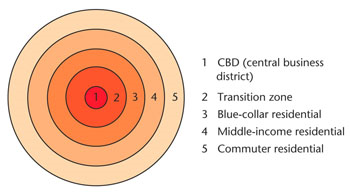 1 2 3 4 5
1 CBD (central business
district)
2 Transition zone
3 Blue-collar residential
4 Middle-income residential
5 Commuter residential